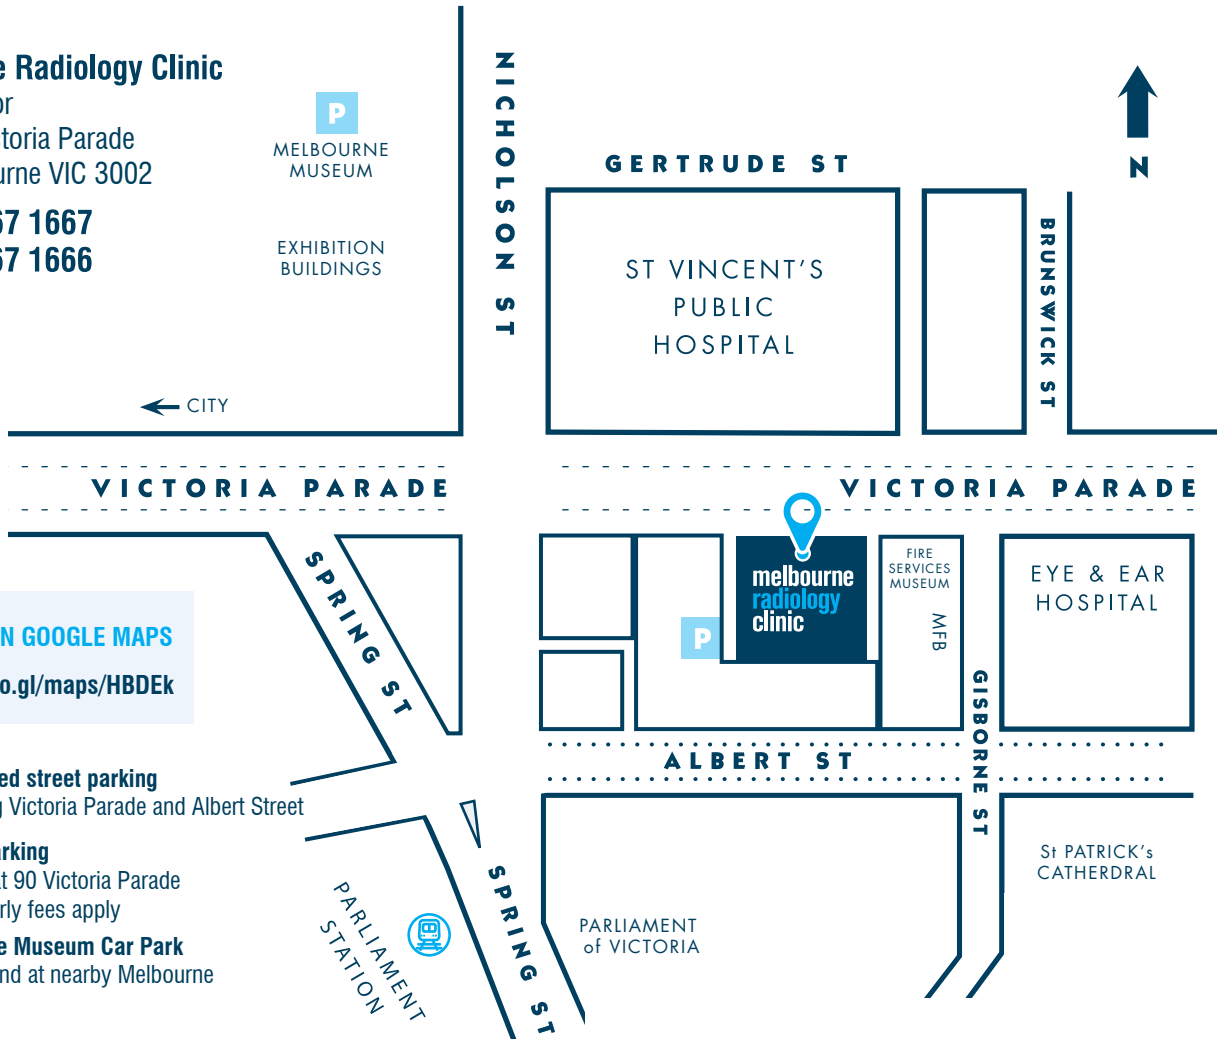 e Radiology Clinic
or
toria Parade
urne VIC 3002
67 1667
67 1666
P
MELBOURNE
MUSEUM
EXHIBITION
BUILDINGS
CITY
NICHOLSON ST
GERTRUDE ST
ST VINCENT'S
PUBLIC
HOSPITAL
BRUNSWICK ST
N
VICTORIA PARADE
VICTORIA PARADE
SPRING ST
melbourne
radiology
clinic
P
FIRE
SERVICES
MUSEUM
MFB
EYE & EAR
HOSPITAL
GISBORNE ST
N GOOGLE MAPS
o.gl/maps/HBDEk
ALBERT ST
ed street parking
g Victoria Parade and Albert Street
arking
at 90 Victoria Parade
rly fees apply
e Museum Car Park
nd at nearby Melbourne
PARLIAMENT
STATION
SPRING ST
PARLIAMENT
of VICTORIA
St PATRICK's
CATHERDRAL